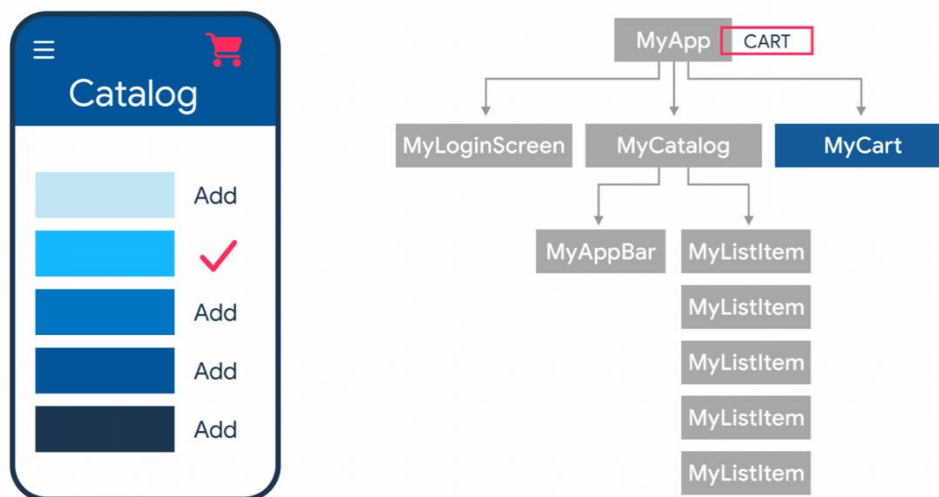 Catalog
Add
Add
Add
Add
MyApp
CART
MyLoginScreen
MyCatalog
MyCart
MyAppBar
MyListItem
MyListItem
MyListItem
MyListItem
MyListItem